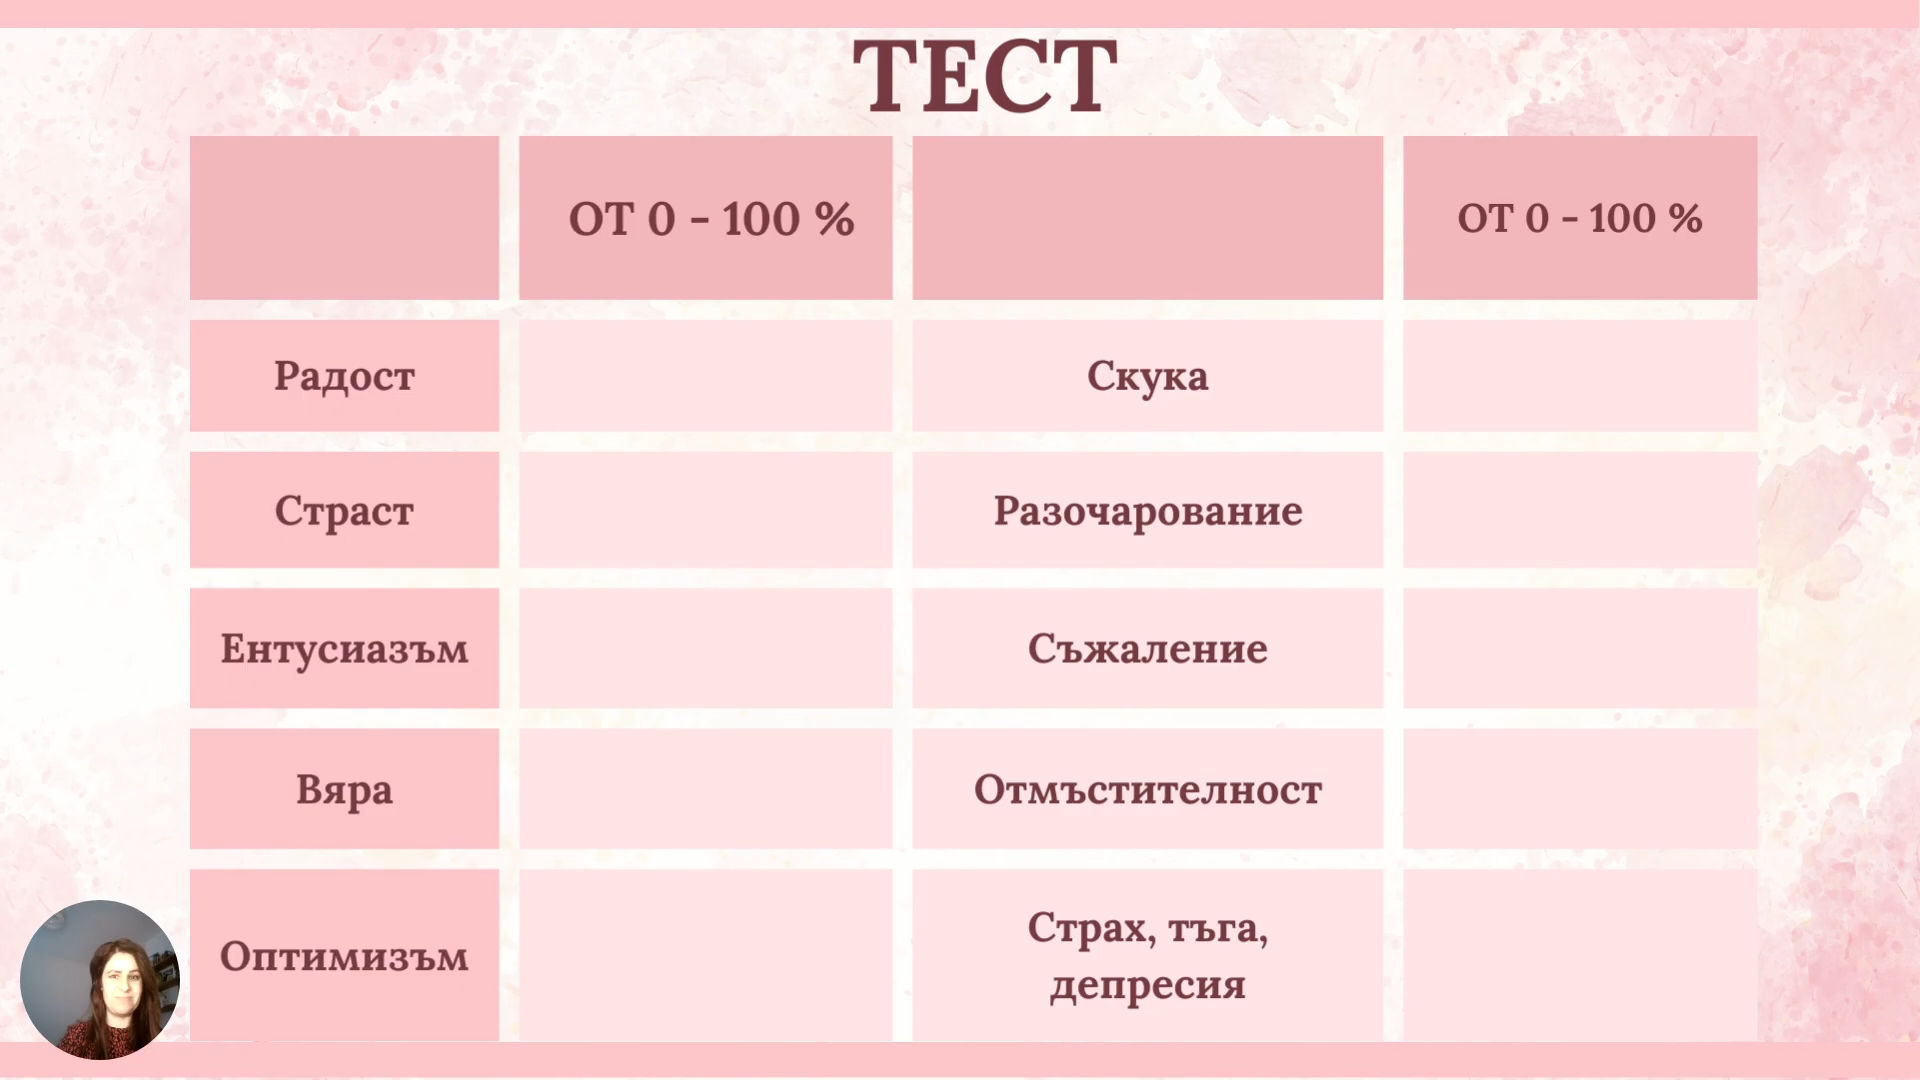 ТЕСТ
ОТ 0 - 100 %
ОТ 0 - 100 %
Радост
Скука
Страст
Разочарование
Ентусиазъм
Съжаление
Вяра
Отмъстителност
Оптимизъм
Страх, тъга,
депресия